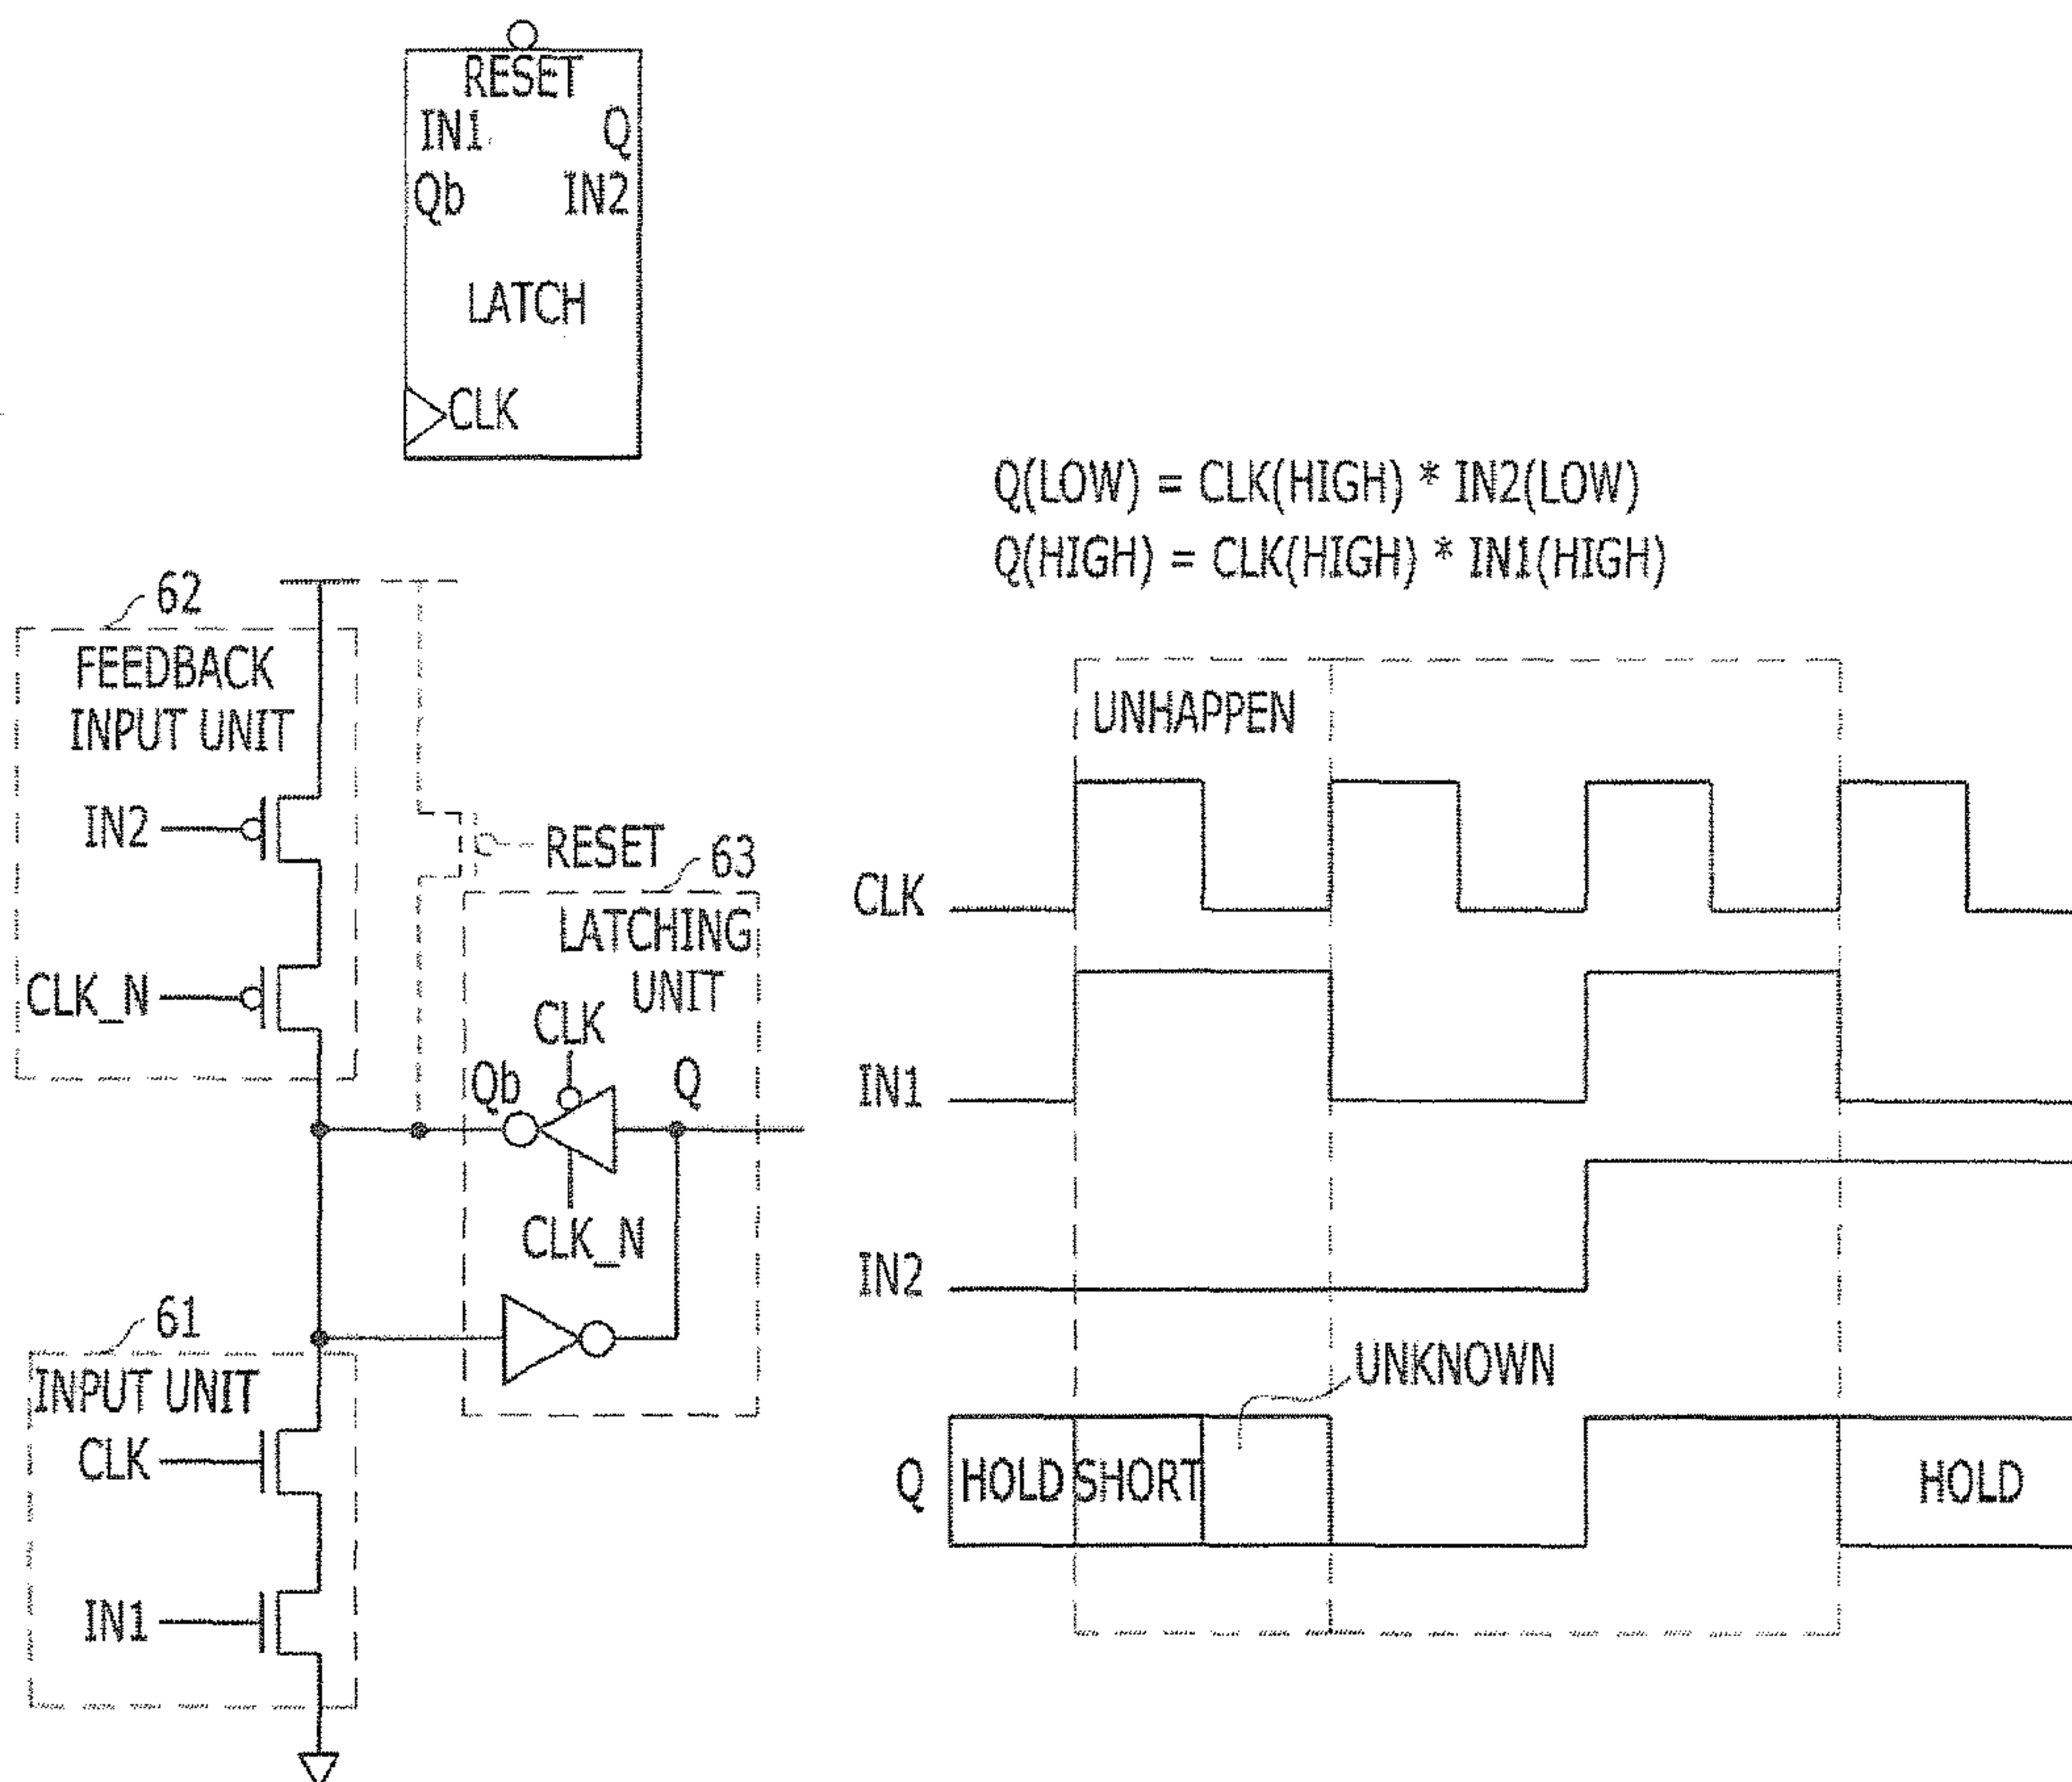 RESET
IN1 Q
Qb IN2
LATCH
CLK
Q(LOW) = CLK(HIGH) * IN2(LOW)
Q(HIGH) = CLK(HIGH) * IN1(HIGH)
62
FEEDBACK
INPUT UNIT
IN2
CLK_N
RESET
63
LATCHING
UNIT
CLK
Qb
Q
CLK_N
61
INPUT UNIT
CLK
IN1
UNHAPPEN
CLK
IN1
IN2
UNKNOWN
Q HOLD SHORT HOLD